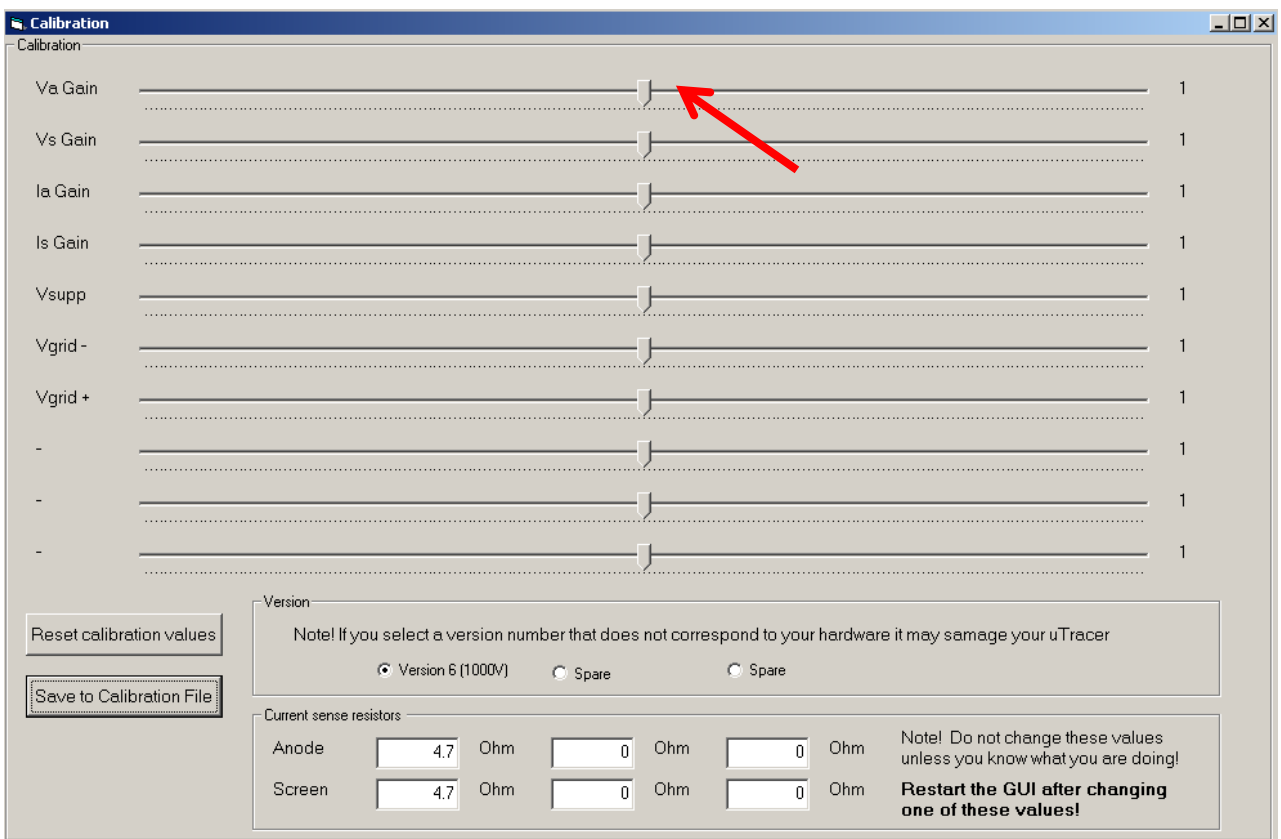 Calibration
Calibration
Va Gain 1
Vs Gain 1
Ia Gain 1
Is Gain 1
Vsupp 1
Vgrid - 1
Vgrid + 1
- 1
- 1
- 1
Reset calibration values
Save to Calibration File
Version
Note! If you select a version number that does not correspond to your hardware it may samage your uTracer
Version 6 (1000V) Spare Spare
Current sense resistors
Anode 4.7 Ohm 0 Ohm 0 Ohm
Screen 4.7 Ohm 0 Ohm 0 Ohm
Note! Do not change these values
unless you know what you are doing!
Restart the GUI after changing
one of these values!